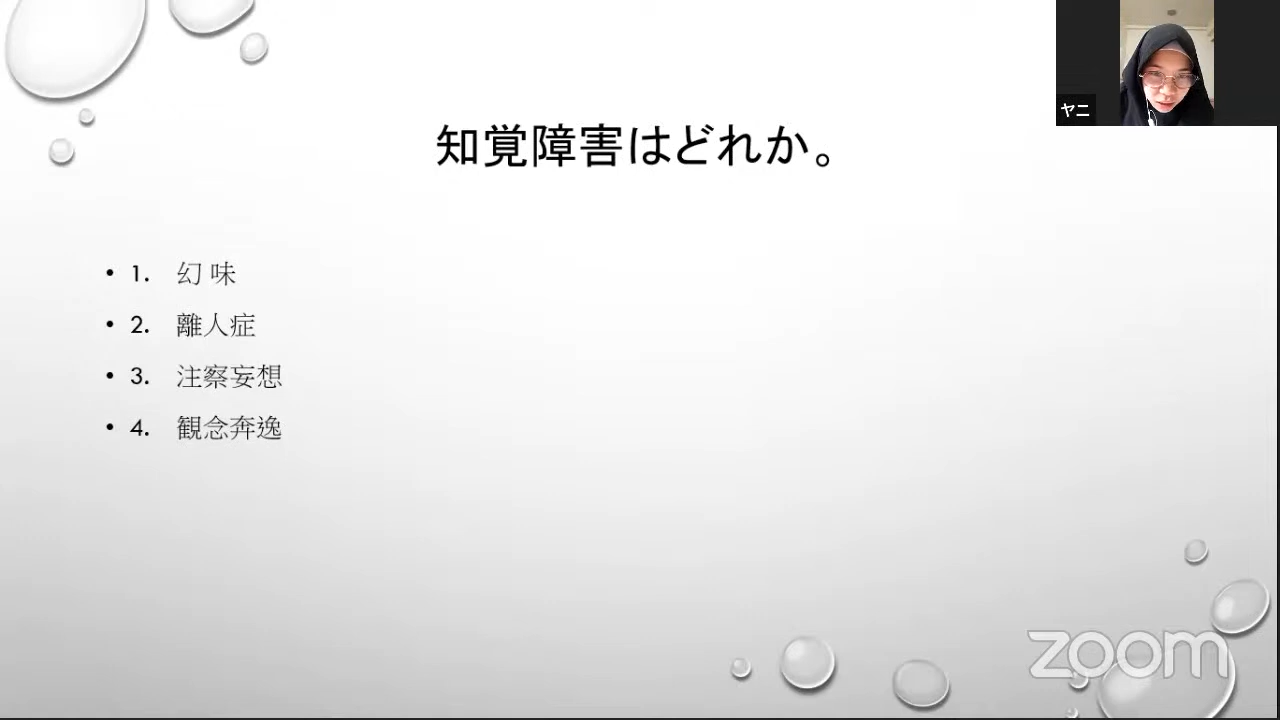 ヤニ
知覚障害はどれか。
• 1. 幻 味
• 2. 離人症
• 3. 注察妄想
• 4. 観念奔逸
zoom